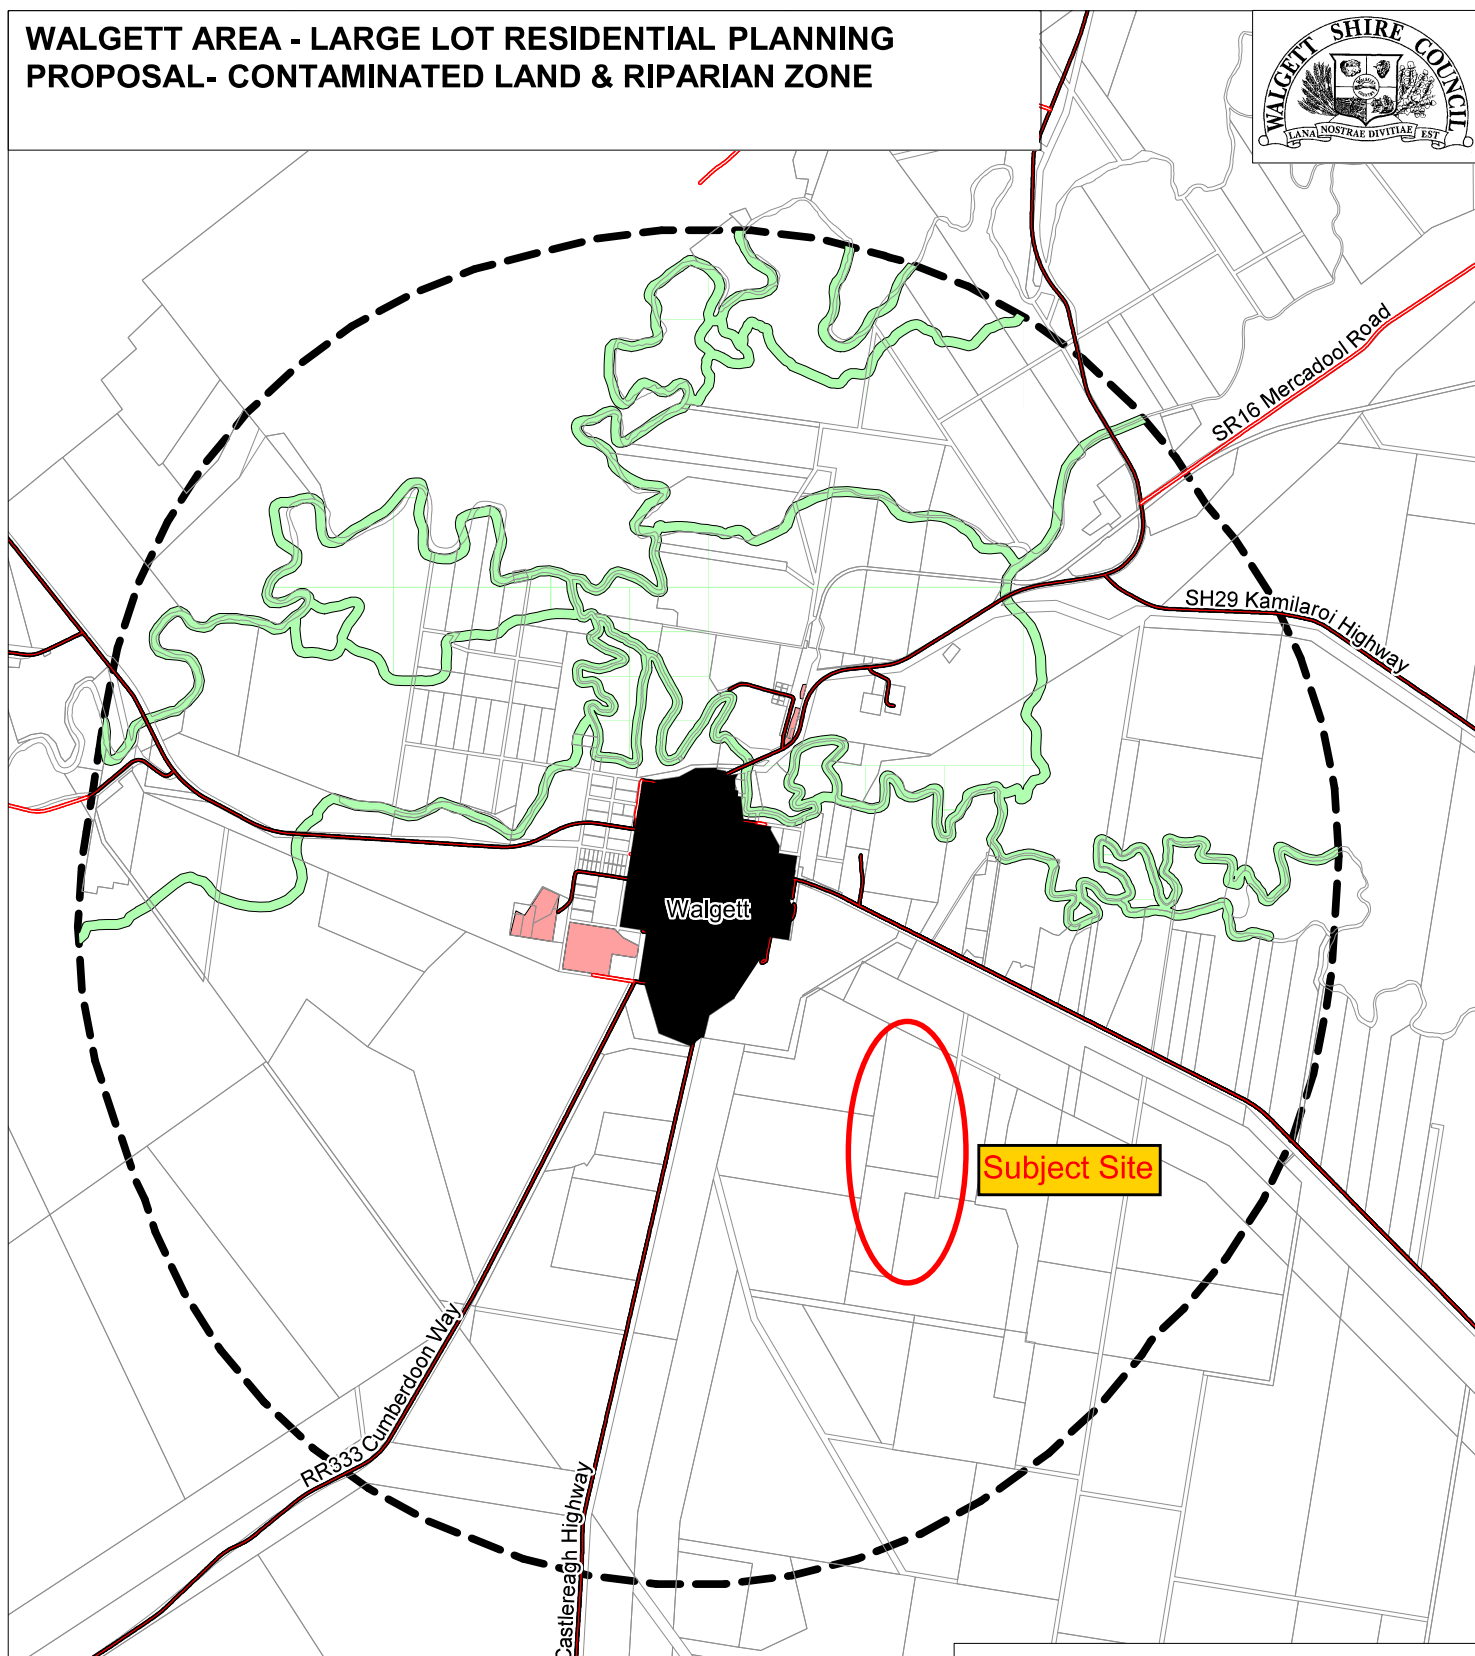 WALGETT AREA - LARGE LOT RESIDENTIAL PLANNING
PROPOSAL- CONTAMINATED LAND & RIPARIAN ZONE
WALGETT SHIRE COUNCIL
LANA NOSTRAE DIVITIAE EST
SR16 Mercadool Road
SH29 Kamilaroi Highway
Walgett
Subject Site
RR333 Cumberdoon Way
Castlereagh Highway